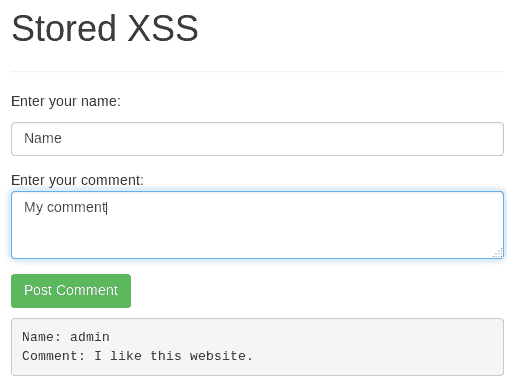 Stored XSS
Enter your name:
Name
Enter your comment:
My comment
Post Comment
Name: admin
Comment: I like this website.